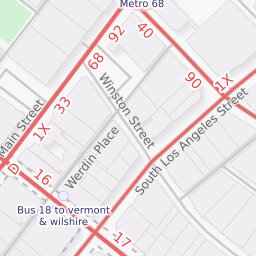 Metro 68
92
40
68
90
1X
33
1X
Main Street
Winston Street
Werdin Place
South Los Angeles Street
D
16
Bus 18 to vermont
& wilshire
-17